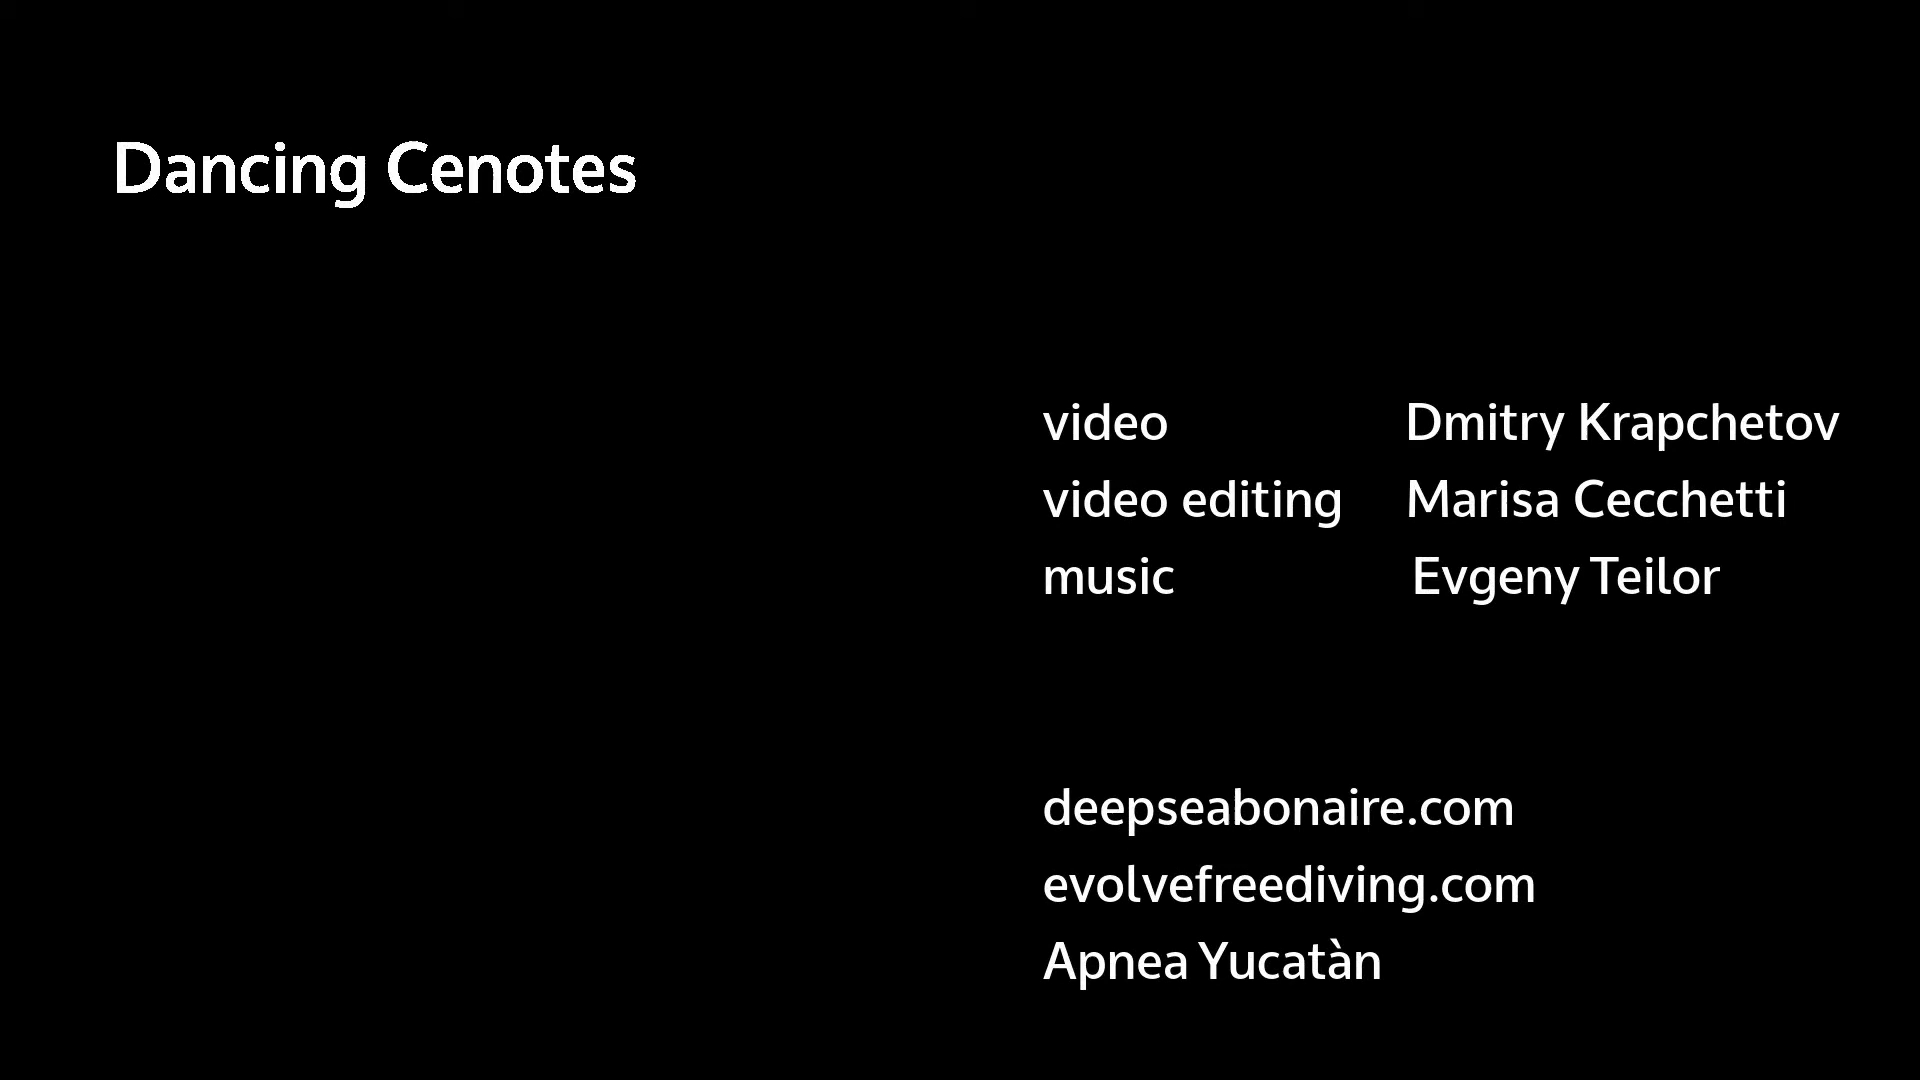 Dancing Cenotes
video Dmitry Krapchetov
video editing Marisa Cecchetti
music Evgeny Teilor
deepseabonaire.com
evolvefreediving.com
Apnea Yucatàn